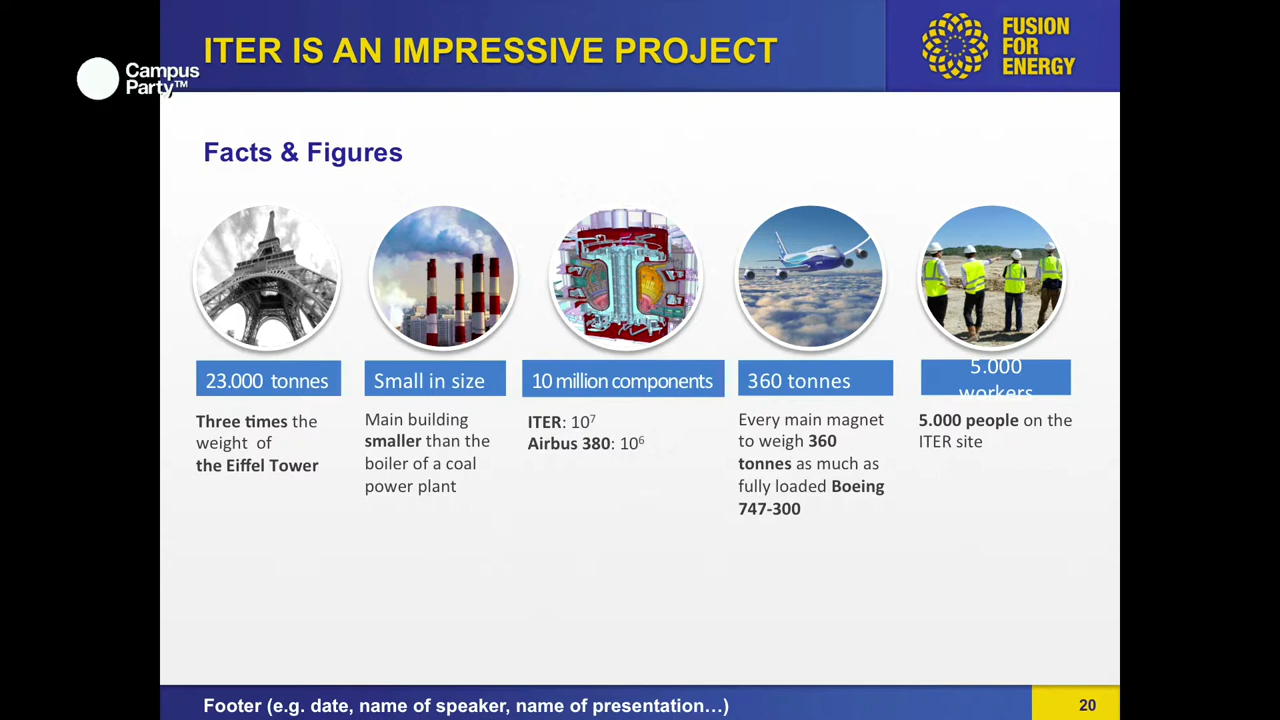 ITER IS AN IMPRESSIVE PROJECT
FUSION
FOR
ENERGY
Campus
Party™
Facts & Figures
23.000 tonnes
Three times the
weight of
the Eiffel Tower
Small in size
Main building
smaller than the
boiler of a coal
power plant
10 million components
ITER: 10⁷
Airbus 380: 10⁶
360 tonnes
Every main magnet
to weigh 360
tonnes as much as
fully loaded Boeing
747-300
5.000
workers
5.000 people on the
ITER site
Footer (e.g. date, name of speaker, name of presentation…)
20